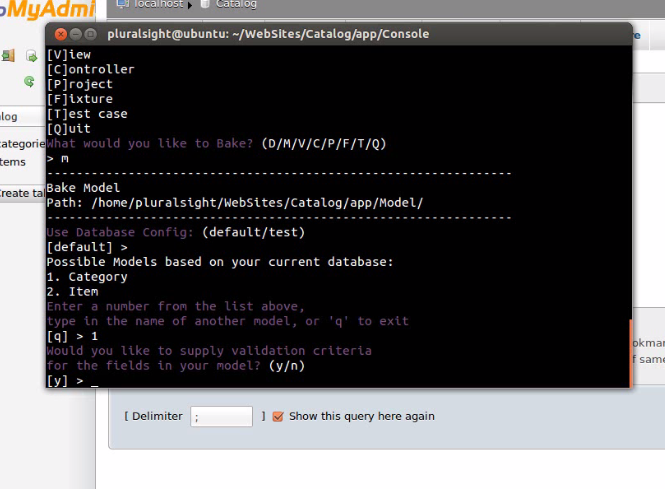 MyAdmi
localhost
Catalog
pluralsight@ubuntu: ~/WebSites/Catalog/app/Console
[V]iew
[C]ontroller
[P]roject
[F]ixture
[T]est case
[Q]uit
What would you like to Bake? (D/M/V/C/P/F/T/Q)
> m
---------------------------------------------------------------
Bake Model
Path: /home/pluralsight/WebSites/Catalog/app/Model/
---------------------------------------------------------------
Use Database Config: (default/test)
[default] >
Possible Models based on your current database:
1. Category
2. Item
Enter a number from the list above,
type in the name of another model, or 'q' to exit
[q] > 1
Would you like to supply validation criteria
for the fields in your model? (y/n)
[y] > _
log
categorie
tems
Create ta
e
okmar
f same
[ Delimiter ; ] Show this query here again